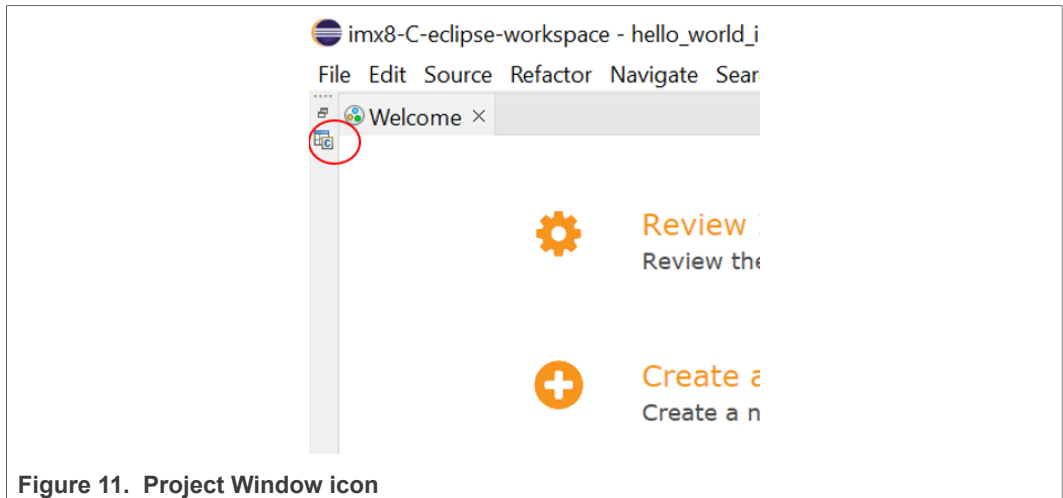 imx8-C-eclipse-workspace - hello_world_i
File Edit Source Refactor Navigate Sear
Welcome ×
C
Review
Review the
Create a
Create a n
Figure 11. Project Window icon